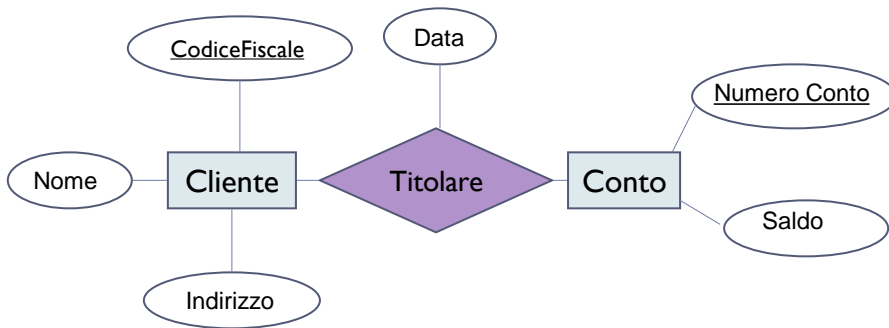 CodiceFiscale
Data
Numero Conto
Nome
Cliente
Titolare
Conto
Saldo
Indirizzo